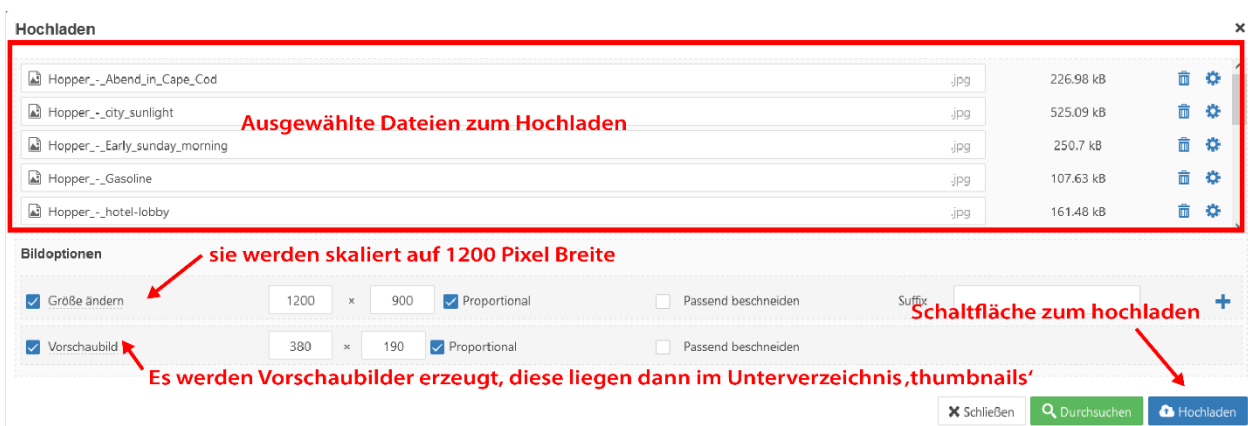 Hochladen
Hopper_-_Abend_in_Cape_Cod .jpg 226.98 kB
Hopper_-_city_sunlight .jpg 525.09 kB
Ausgewählte Dateien zum Hochladen
Hopper_-_Early_sunday_morning .jpg 250.7 kB
Hopper_-_Gasoline .jpg 107.63 kB
Hopper_-_hotel-lobby .jpg 161.48 kB
Bildoptionen
sie werden skaliert auf 1200 Pixel Breite
Größe ändern 1200 × 900 Proportional Passend beschneiden Suffix
Schaltfläche zum hochladen
Vorschaubild 380 × 190 Proportional Passend beschneiden
Es werden Vorschaubilder erzeugt, diese liegen dann im Unterverzeichnis ‚thumbnails‘
Schließen Durchsuchen Hochladen